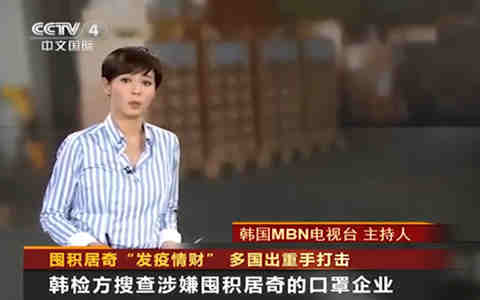 CCTV 4
中文国际
韩国MBN电视台 主持人
囤积居奇“发疫情财” 多国出重手打击
韩检方搜查涉嫌囤积居奇的口罩企业